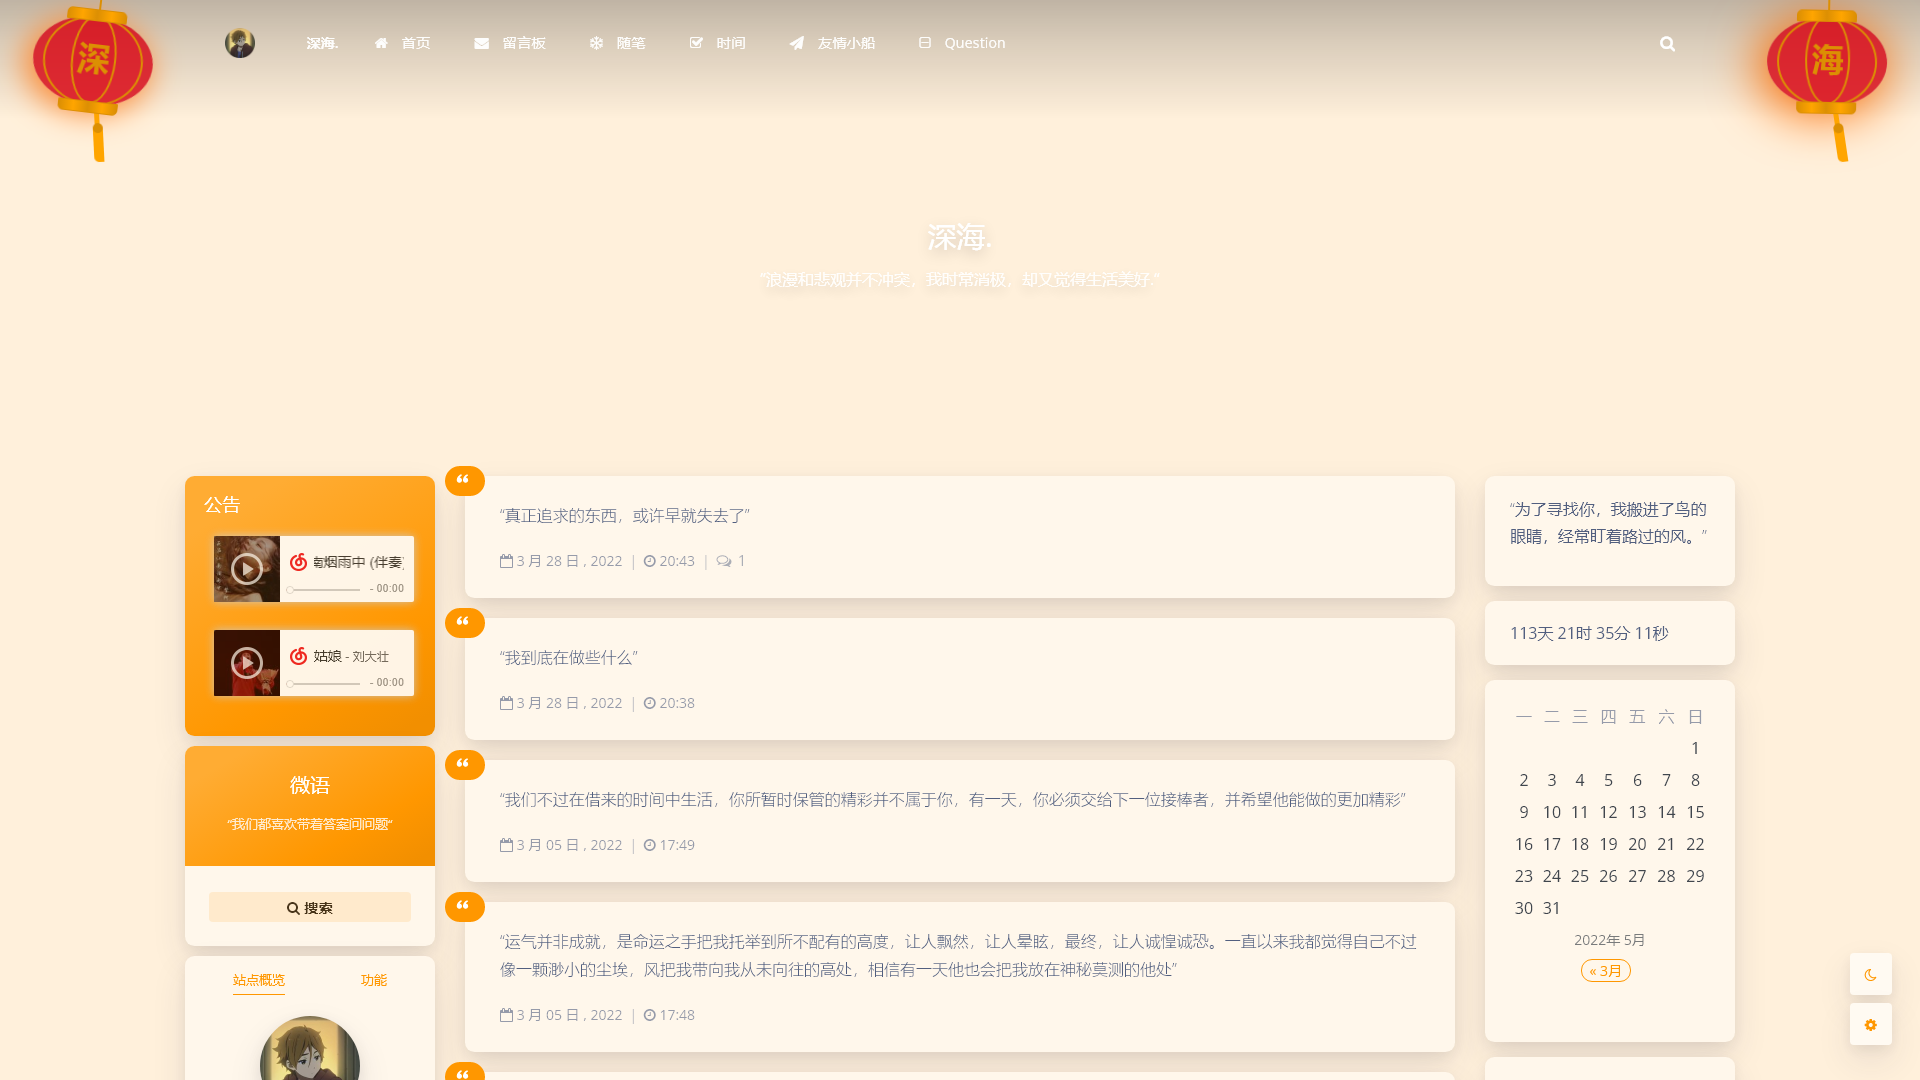 深
海
深海.
首页
留言板
随笔
时间
友情小船
Question
深海.
"浪漫和悲观并不冲突，我时常消极，却又觉得生活美好."
公告
烟雨中 (伴奏)
- 00:00
姑娘 - 刘大壮
- 00:00
微语
"我们都喜欢带着答案问问题"
搜索
站点概览
功能
“真正追求的东西，或许早就失去了”
3 月 28 日 , 2022 | 20:43 | 1
“我到底在做些什么”
3 月 28 日 , 2022 | 20:38
“我们不过在借来的时间中生活，你所暂时保管的精彩并不属于你，有一天，你必须交给下一位接棒者，并希望他能做的更加精彩”
3 月 05 日 , 2022 | 17:49
“运气并非成就，是命运之手把我托举到所不配有的高度，让人飘然，让人晕眩，最终，让人诚惶诚恐。一直以来我都觉得自己不过
像一颗渺小的尘埃，风把我带向我从未向往的高处，相信有一天他也会把我放在神秘莫测的他处”
3 月 05 日 , 2022 | 17:48
“为了寻找你，我搬进了鸟的
眼睛，经常盯着路过的风。”
113天 21时 35分 11秒
一 二 三 四 五 六 日
1
2 3 4 5 6 7 8
9 10 11 12 13 14 15
16 17 18 19 20 21 22
23 24 25 26 27 28 29
30 31
2022年 5月
« 3月